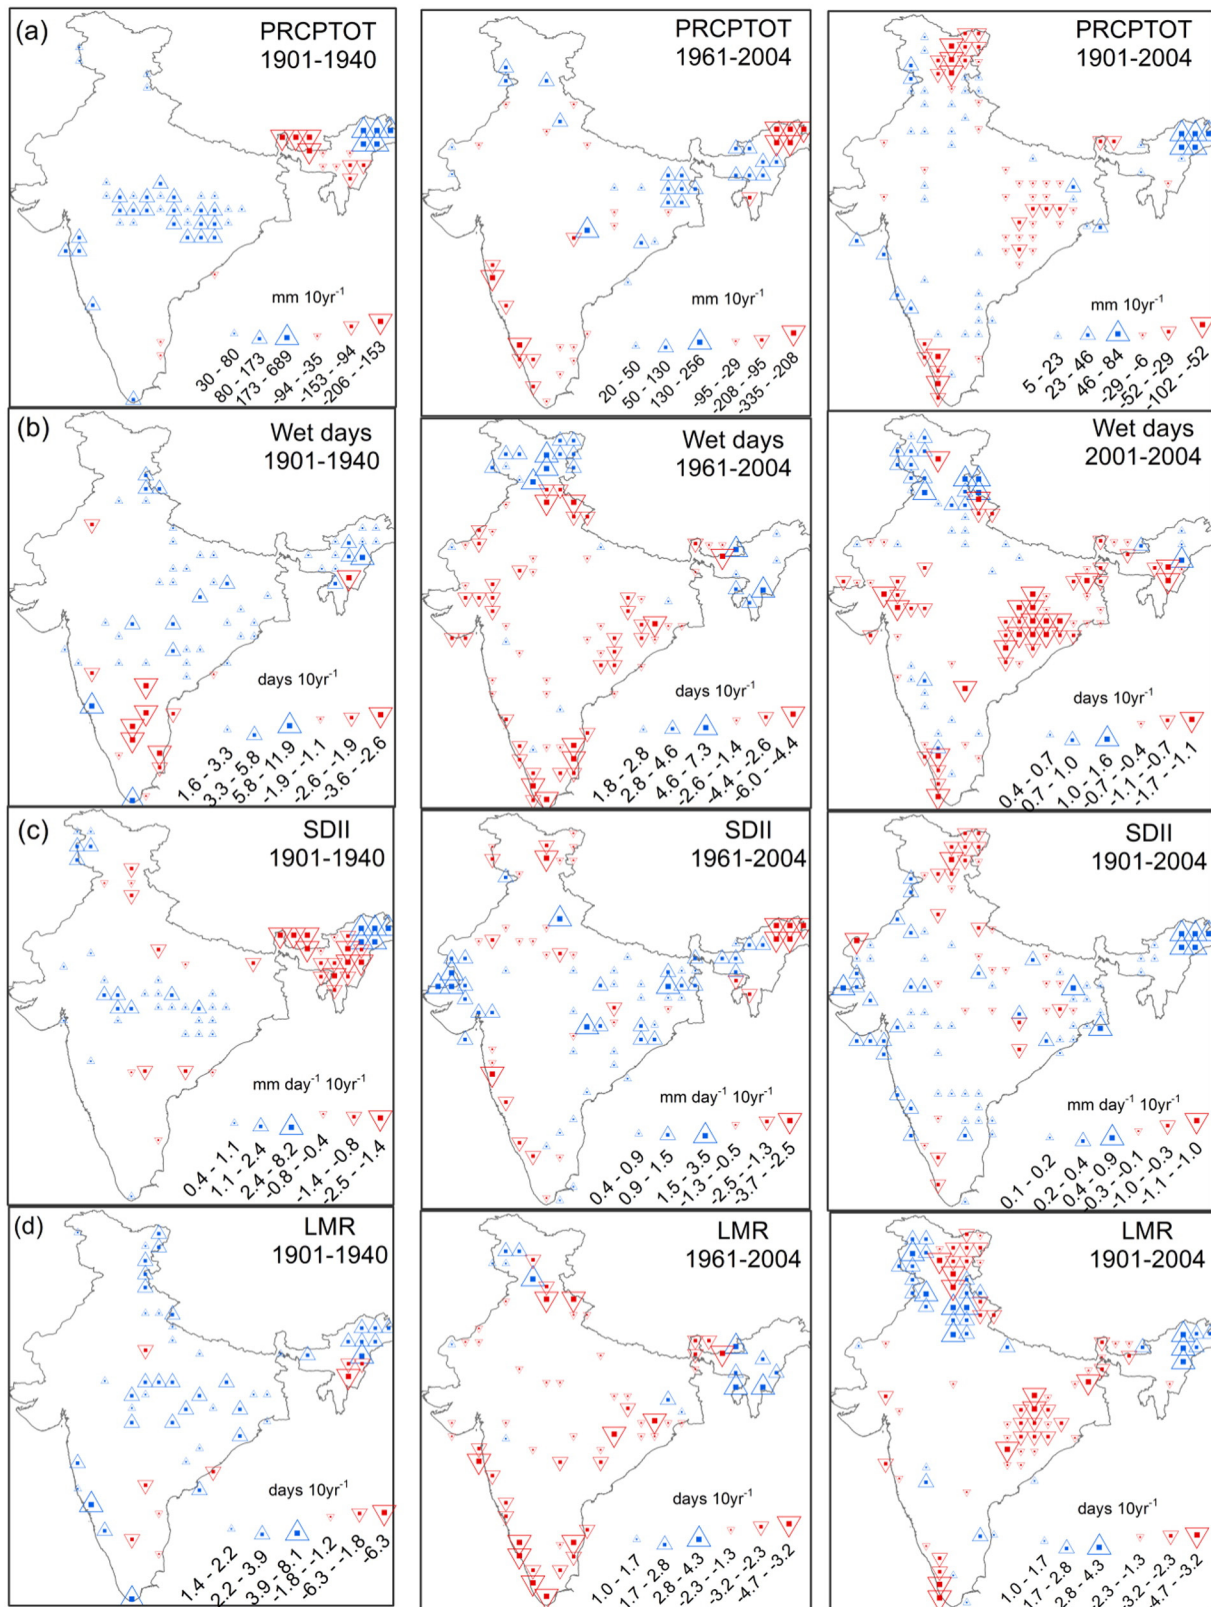 (a)
PRCPTOT
1901-1940
mm 10yr⁻¹
30 - 80
80 - 173
173 - 689
-94 - -35
-153 - -94
-206 - -153
PRCPTOT
1961-2004
mm 10yr⁻¹
20 - 50
50 - 130
130 - 256
-95 - -29
-208 - -95
-335 - -208
PRCPTOT
1901-2004
mm 10yr⁻¹
5 - 23
23 - 46
46 - 84
-29 - -6
-52 - -29
-102 - -52
(b)
Wet days
1901-1940
days 10yr⁻¹
1.6 - 3.3
3.3 - 5.8
5.8 - 11.9
-1.9 - -1.1
-2.6 - -1.9
-3.6 - -2.6
Wet days
1961-2004
days 10yr⁻¹
1.8 - 2.8
2.8 - 4.6
4.6 - 7.3
-2.6 - -1.4
-4.4 - -2.6
-6.0 - -4.4
Wet days
2001-2004
days 10yr⁻¹
0.4 - 0.7
0.7 - 1.0
1.0 - 1.6
-0.7 - -0.4
-1.1 - -0.7
-1.7 - -1.1
(c)
SDII
1901-1940
mm day⁻¹ 10yr⁻¹
0.4 - 1.1
1.1 - 2.4
2.4 - 8.2
-0.8 - -0.4
-1.4 - -0.8
-2.5 - -1.4
SDII
1961-2004
mm day⁻¹ 10yr⁻¹
0.4 - 0.9
0.9 - 1.5
1.5 - 3.5
-1.3 - -0.5
-2.5 - -1.3
-3.7 - -2.5
SDII
1901-2004
mm day⁻¹ 10yr⁻¹
0.1 - 0.2
0.2 - 0.4
0.4 - 0.9
-0.3 - -0.1
-1.0 - -0.3
-1.1 - -1.0
(d)
LMR
1901-1940
days 10yr⁻¹
1.4 - 2.2
2.2 - 3.9
3.9 - 8.1
-1.8 - -1.2
-6.3 - -1.8
-6.3
LMR
1961-2004
days 10yr⁻¹
1.0 - 1.7
1.7 - 2.8
2.8 - 4.3
-2.3 - -1.3
-3.2 - -2.3
-4.7 - -3.2
LMR
1901-2004
days 10yr⁻¹
1.0 - 1.7
1.7 - 2.8
2.8 - 4.3
-2.3 - -1.3
-3.2 - -2.3
-4.7 - -3.2